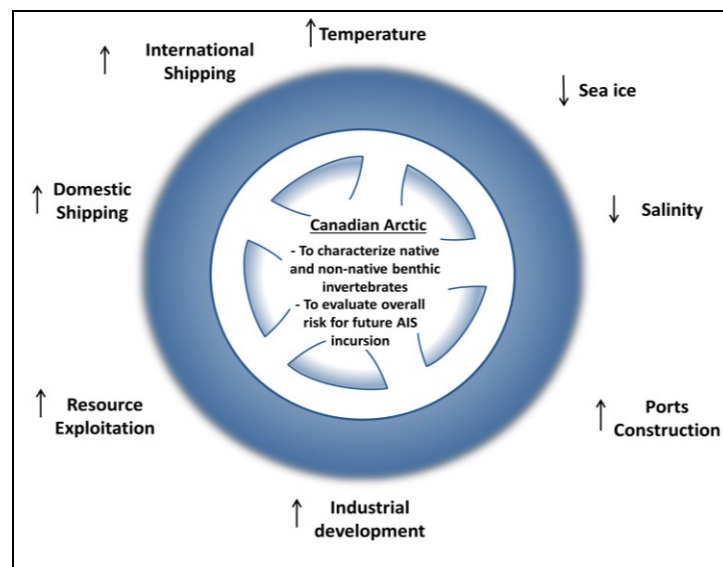 Temperature
International
Shipping
Sea ice
Domestic
Shipping
Salinity
Canadian Arctic
- To characterize native
and non-native benthic
invertebrates
- To evaluate overall
risk for future AIS
incursion
Resource
Exploitation
Ports
Construction
Industrial
development